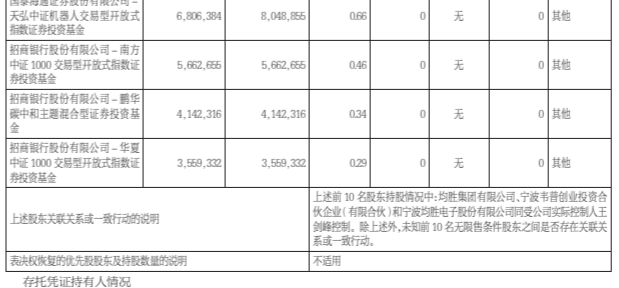 国泰海通证券股份有限公司－
天弘中证机器人交易型开放式
指数证券投资基金
6,806,384
8,048,855
0.66
0
无
0
其他
招商银行股份有限公司－南方
中证 1000 交易型开放式指数证
券投资基金
5,662,655
5,662,655
0.46
0
无
0
其他
招商银行股份有限公司－鹏华
碳中和主题混合型证券投资基
金
4,142,316
4,142,316
0.34
0
无
0
其他
招商银行股份有限公司－华夏
中证 1000 交易型开放式指数证
券投资基金
3,559,332
3,559,332
0.29
0
无
0
其他
上述股东关联关系或一致行动的说明
上述前 10 名股东持股情况中：均胜集团有限公司、宁波韦普创业投资合
伙企业（有限合伙）和宁波均胜电子股份有限公司同受公司实际控制人王
剑峰控制。除上述外，未知前 10 名无限售条件股东之间是否存在关联关
系或一致行动。
表决权恢复的优先股股东及持股数量的说明
不适用
存托凭证持有人情况